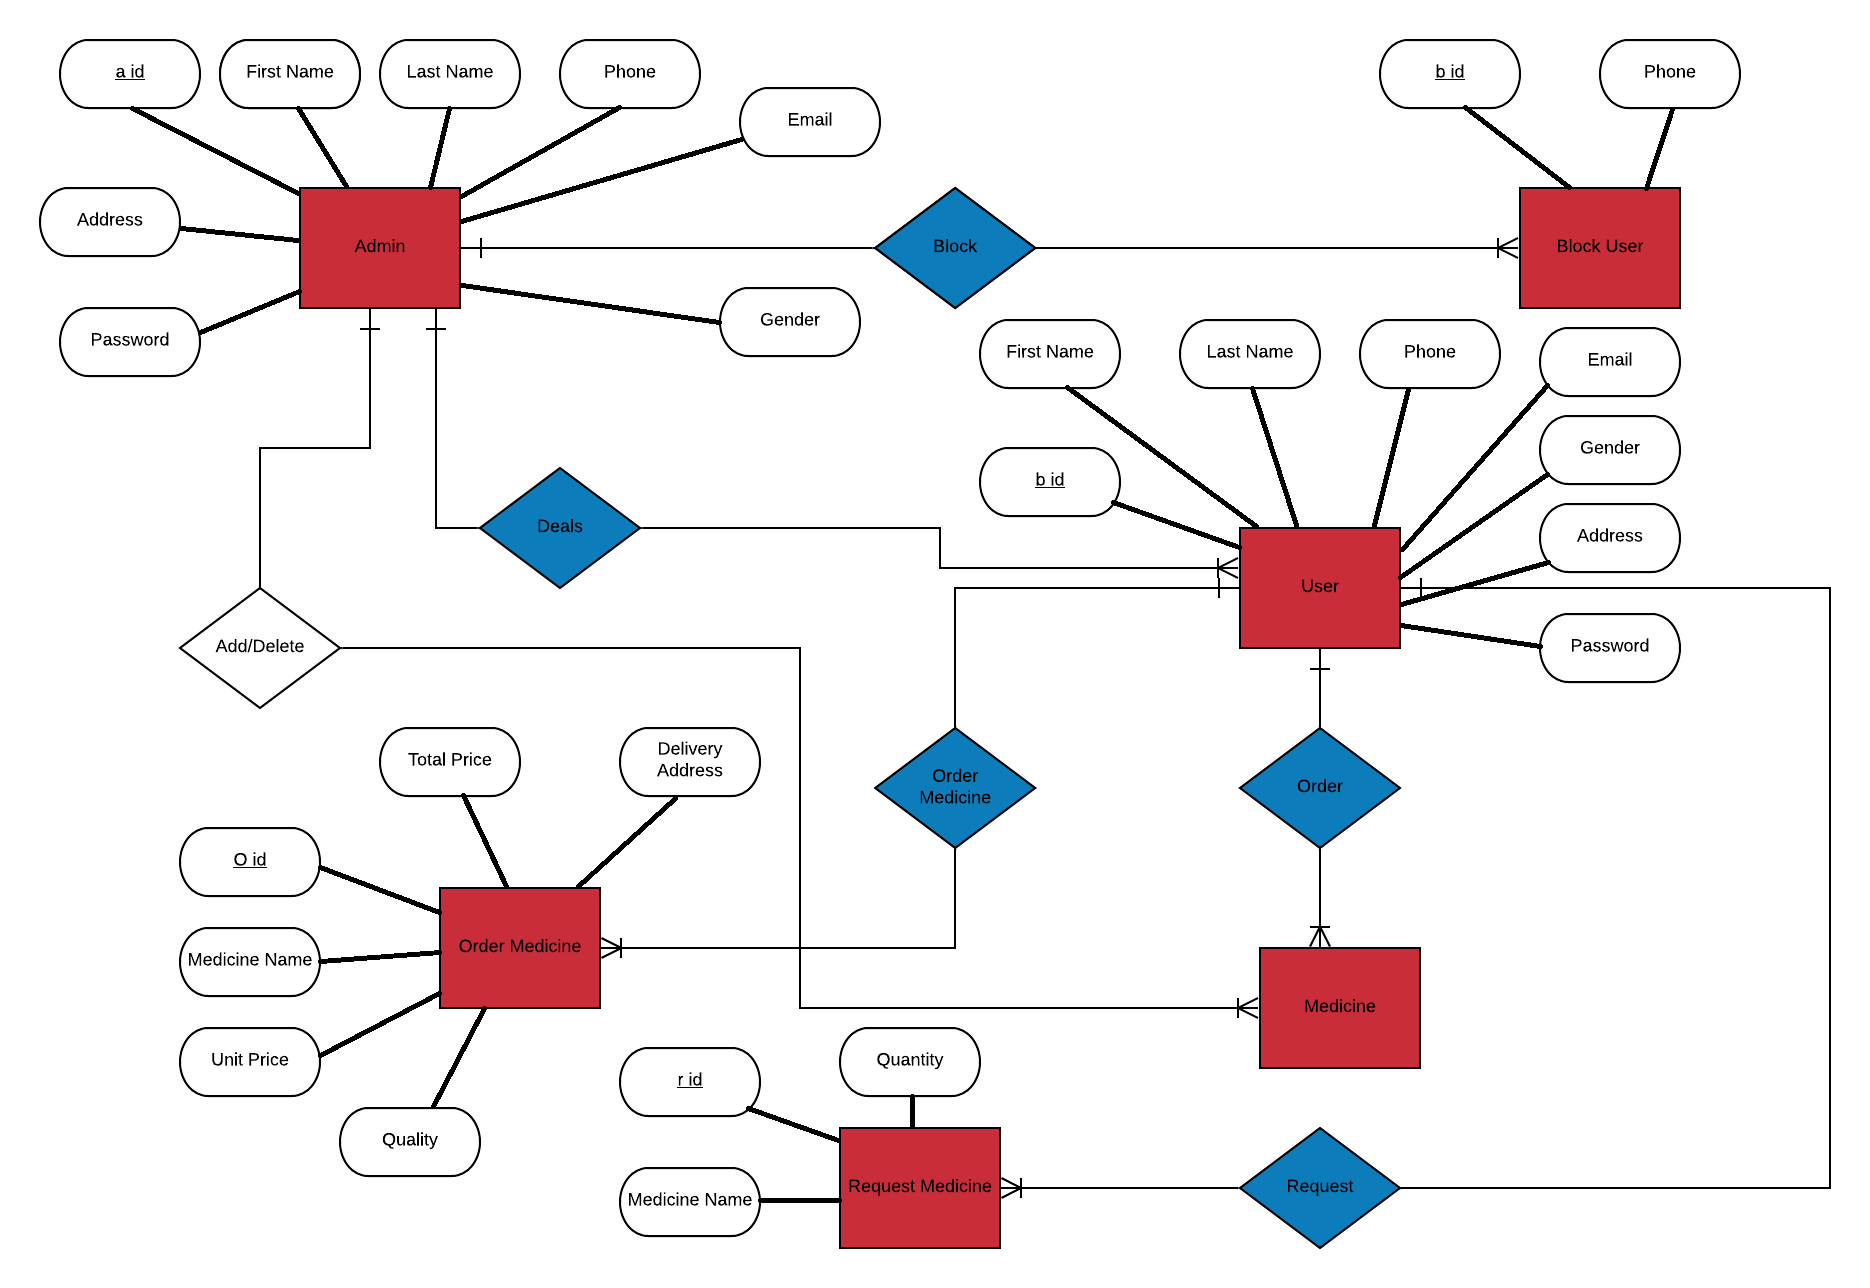 a id
First Name
Last Name
Phone
b id
Phone
Email
Address
Admin
Block
Block User
Gender
Password
First Name
Last Name
Phone
Email
Gender
b id
Deals
Address
User
Add/Delete
Password
Total Price
Delivery
Address
Order
Medicine
Order
O id
Order Medicine
Medicine Name
Medicine
Unit Price
Quantity
r id
Quality
Request Medicine
Request
Medicine Name